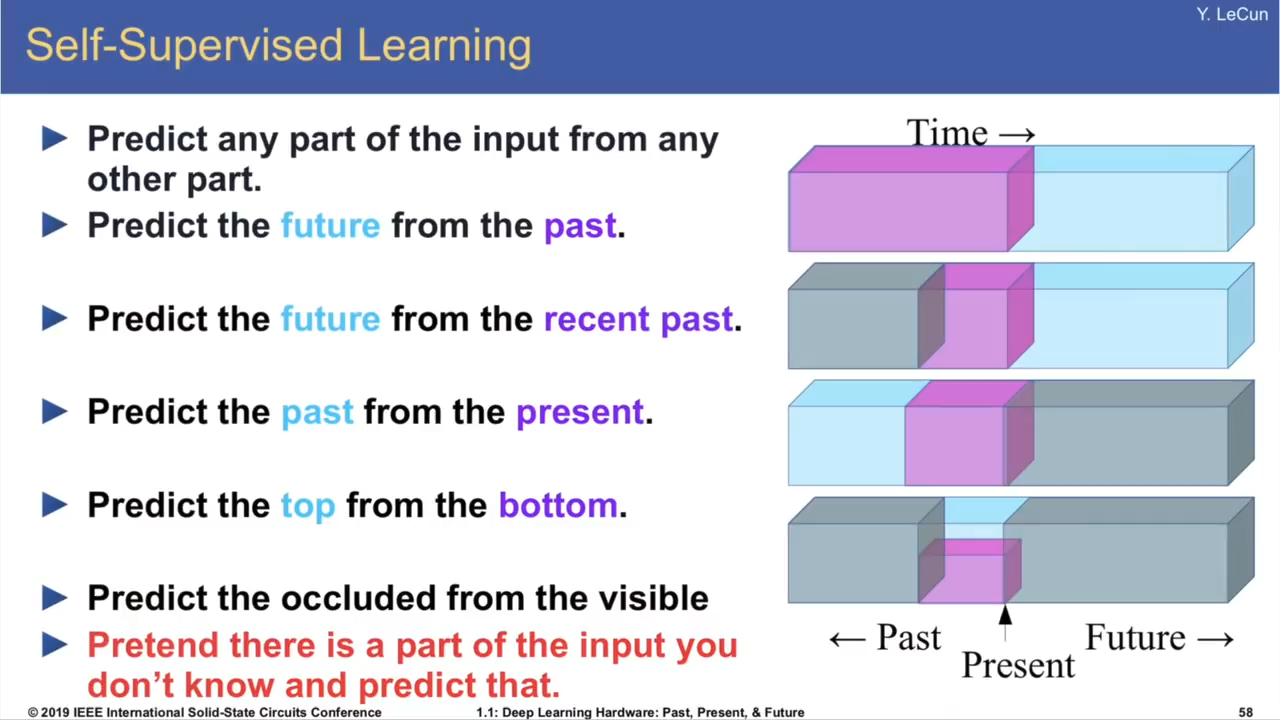 Y. LeCun
Self-Supervised Learning
Predict any part of the input from any
other part.
Predict the future from the past.
Predict the future from the recent past.
Predict the past from the present.
Predict the top from the bottom.
Predict the occluded from the visible
Pretend there is a part of the input you
don’t know and predict that.
Time →
← Past
Present
Future →
© 2019 IEEE International Solid-State Circuits Conference
1.1: Deep Learning Hardware: Past, Present, & Future
58